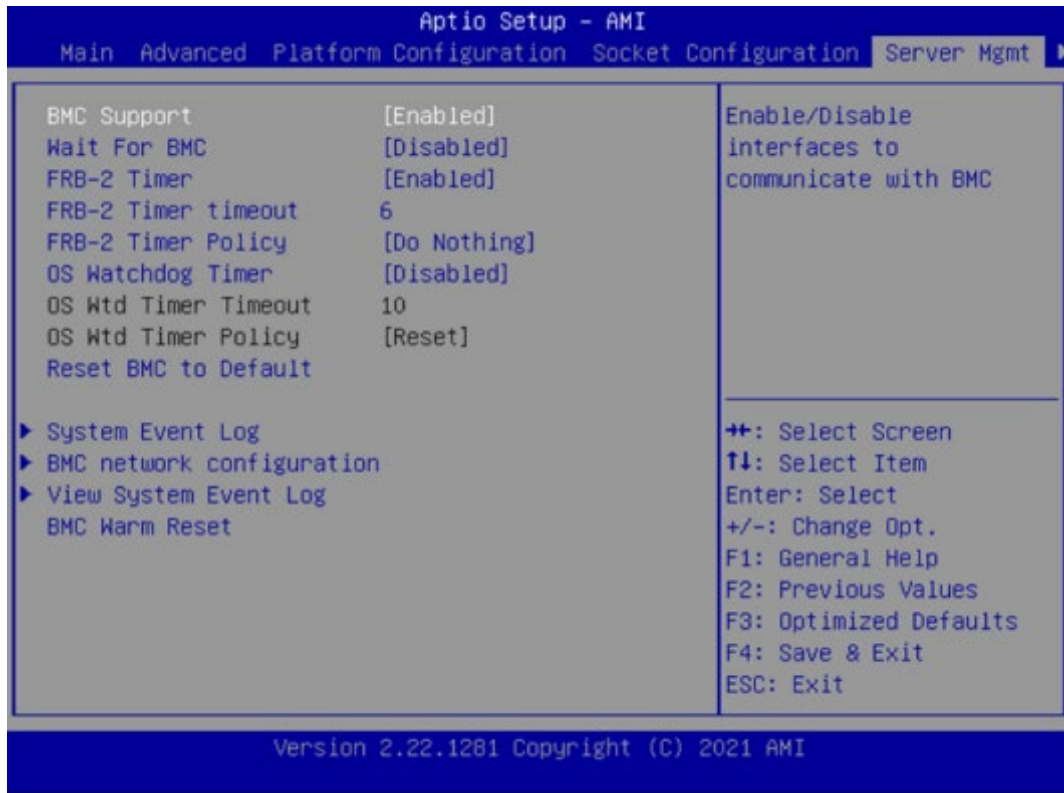 Aptio Setup – AMI
Main Advanced Platform Configuration Socket Configuration Server Mgmt
BMC Support [Enabled]
Wait For BMC [Disabled]
FRB-2 Timer [Enabled]
FRB-2 Timer timeout 6
FRB-2 Timer Policy [Do Nothing]
OS Watchdog Timer [Disabled]
OS Wtd Timer Timeout 10
OS Wtd Timer Policy [Reset]
Reset BMC to Default
System Event Log
BMC network configuration
View System Event Log
BMC Warm Reset
Enable/Disable
interfaces to
communicate with BMC
→←: Select Screen
↑↓: Select Item
Enter: Select
+/-: Change Opt.
F1: General Help
F2: Previous Values
F3: Optimized Defaults
F4: Save & Exit
ESC: Exit
Version 2.22.1281 Copyright (C) 2021 AMI